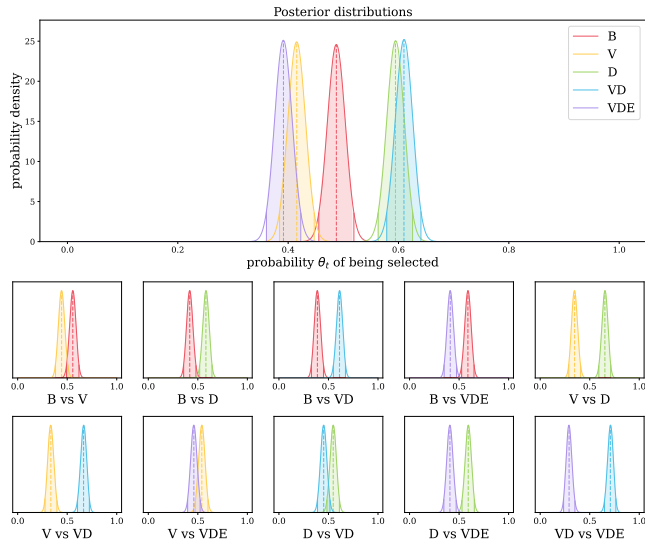 Posterior distributions
probability density
25
20
15
10
5
0
B
V
D
VD
VDE
0.0 0.2 0.4 0.6 0.8 1.0
probability θt of being selected
0.0 0.5 1.0 0.0 0.5 1.0 0.0 0.5 1.0 0.0 0.5 1.0 0.0 0.5 1.0
B vs V B vs D B vs VD B vs VDE V vs D
0.0 0.5 1.0 0.0 0.5 1.0 0.0 0.5 1.0 0.0 0.5 1.0 0.0 0.5 1.0
V vs VD V vs VDE D vs VD D vs VDE VD vs VDE